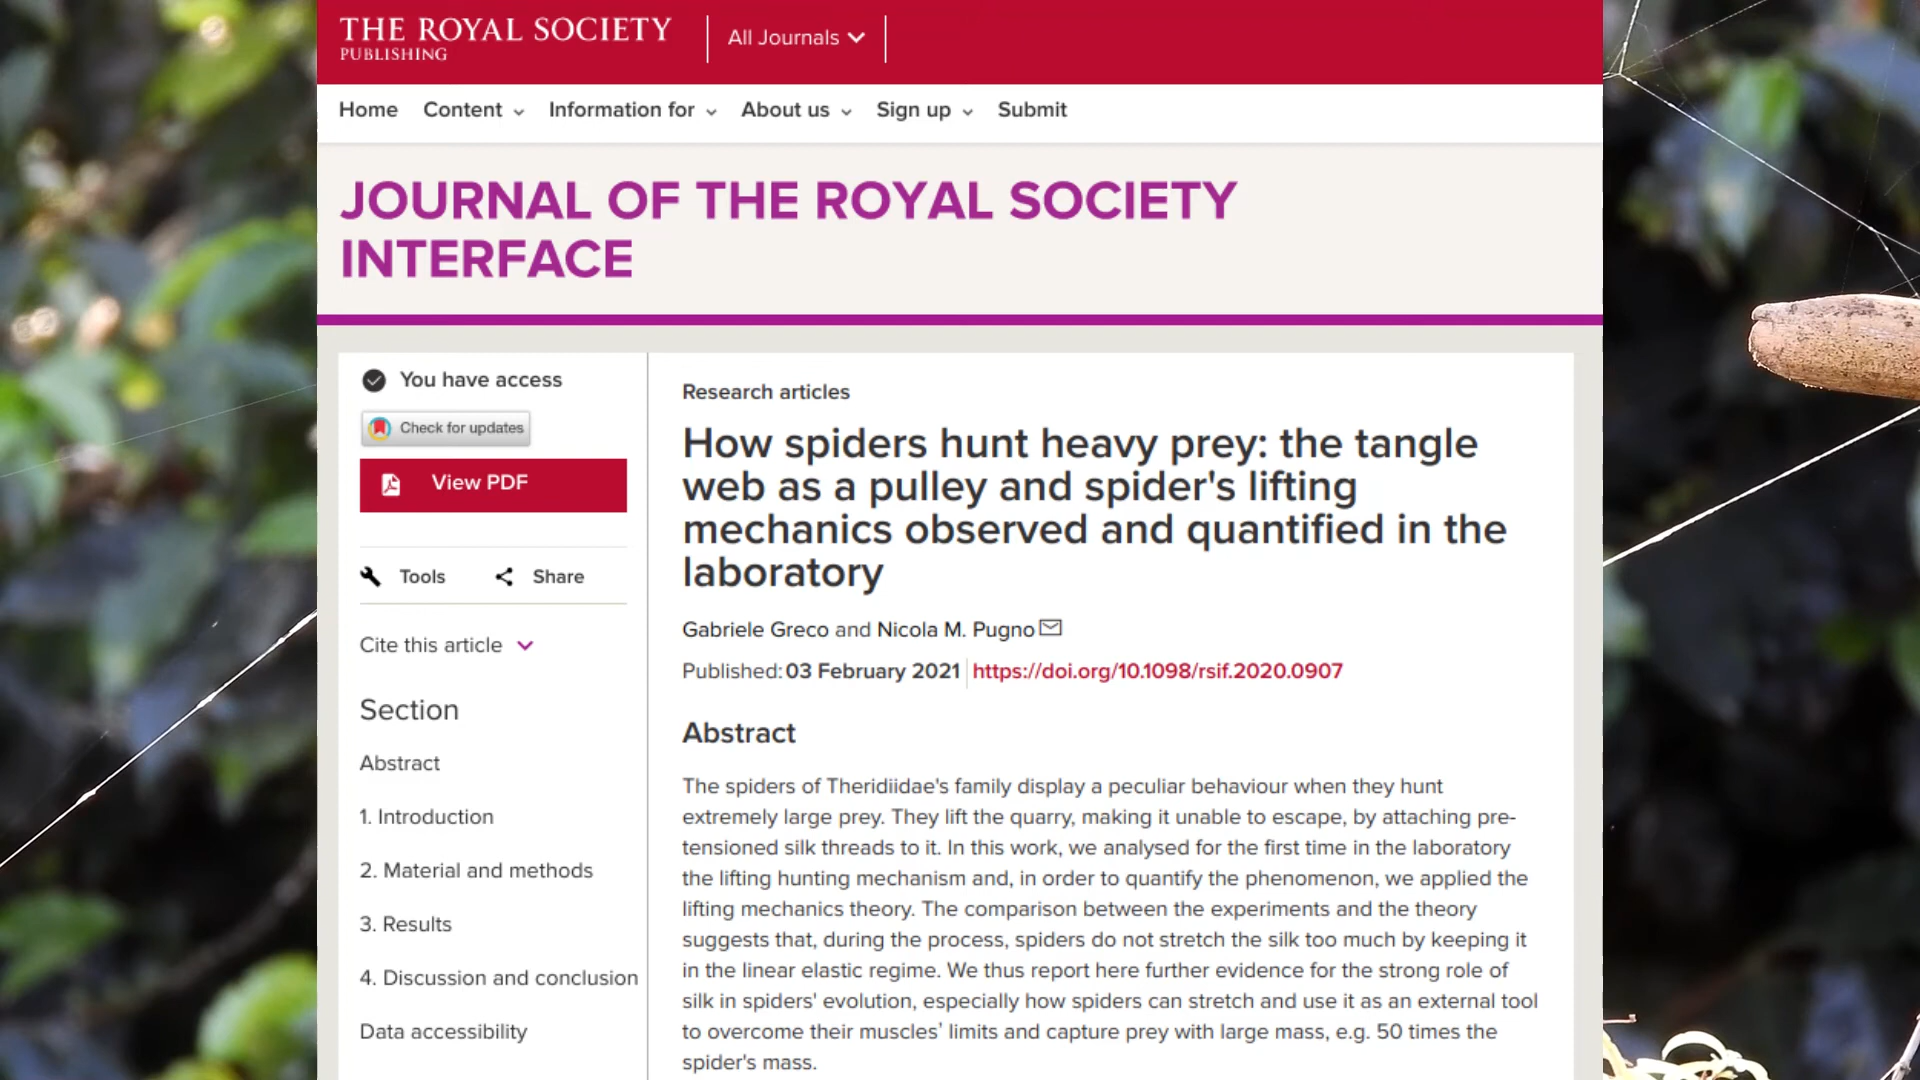 THE ROYAL SOCIETY
PUBLISHING
All Journals
Home Content Information for About us Sign up Submit
JOURNAL OF THE ROYAL SOCIETY
INTERFACE
You have access
Check for updates
View PDF
Tools Share
Cite this article
Section
Abstract
1. Introduction
2. Material and methods
3. Results
4. Discussion and conclusion
Data accessibility
Research articles
How spiders hunt heavy prey: the tangle
web as a pulley and spider's lifting
mechanics observed and quantified in the
laboratory
Gabriele Greco and Nicola M. Pugno
Published: 03 February 2021 https://doi.org/10.1098/rsif.2020.0907
Abstract
The spiders of Theridiidae's family display a peculiar behaviour when they hunt
extremely large prey. They lift the quarry, making it unable to escape, by attaching pre-
tensioned silk threads to it. In this work, we analysed for the first time in the laboratory
the lifting hunting mechanism and, in order to quantify the phenomenon, we applied the
lifting mechanics theory. The comparison between the experiments and the theory
suggests that, during the process, spiders do not stretch the silk too much by keeping it
in the linear elastic regime. We thus report here further evidence for the strong role of
silk in spiders' evolution, especially how spiders can stretch and use it as an external tool
to overcome their muscles’ limits and capture prey with large mass, e.g. 50 times the
spider's mass.